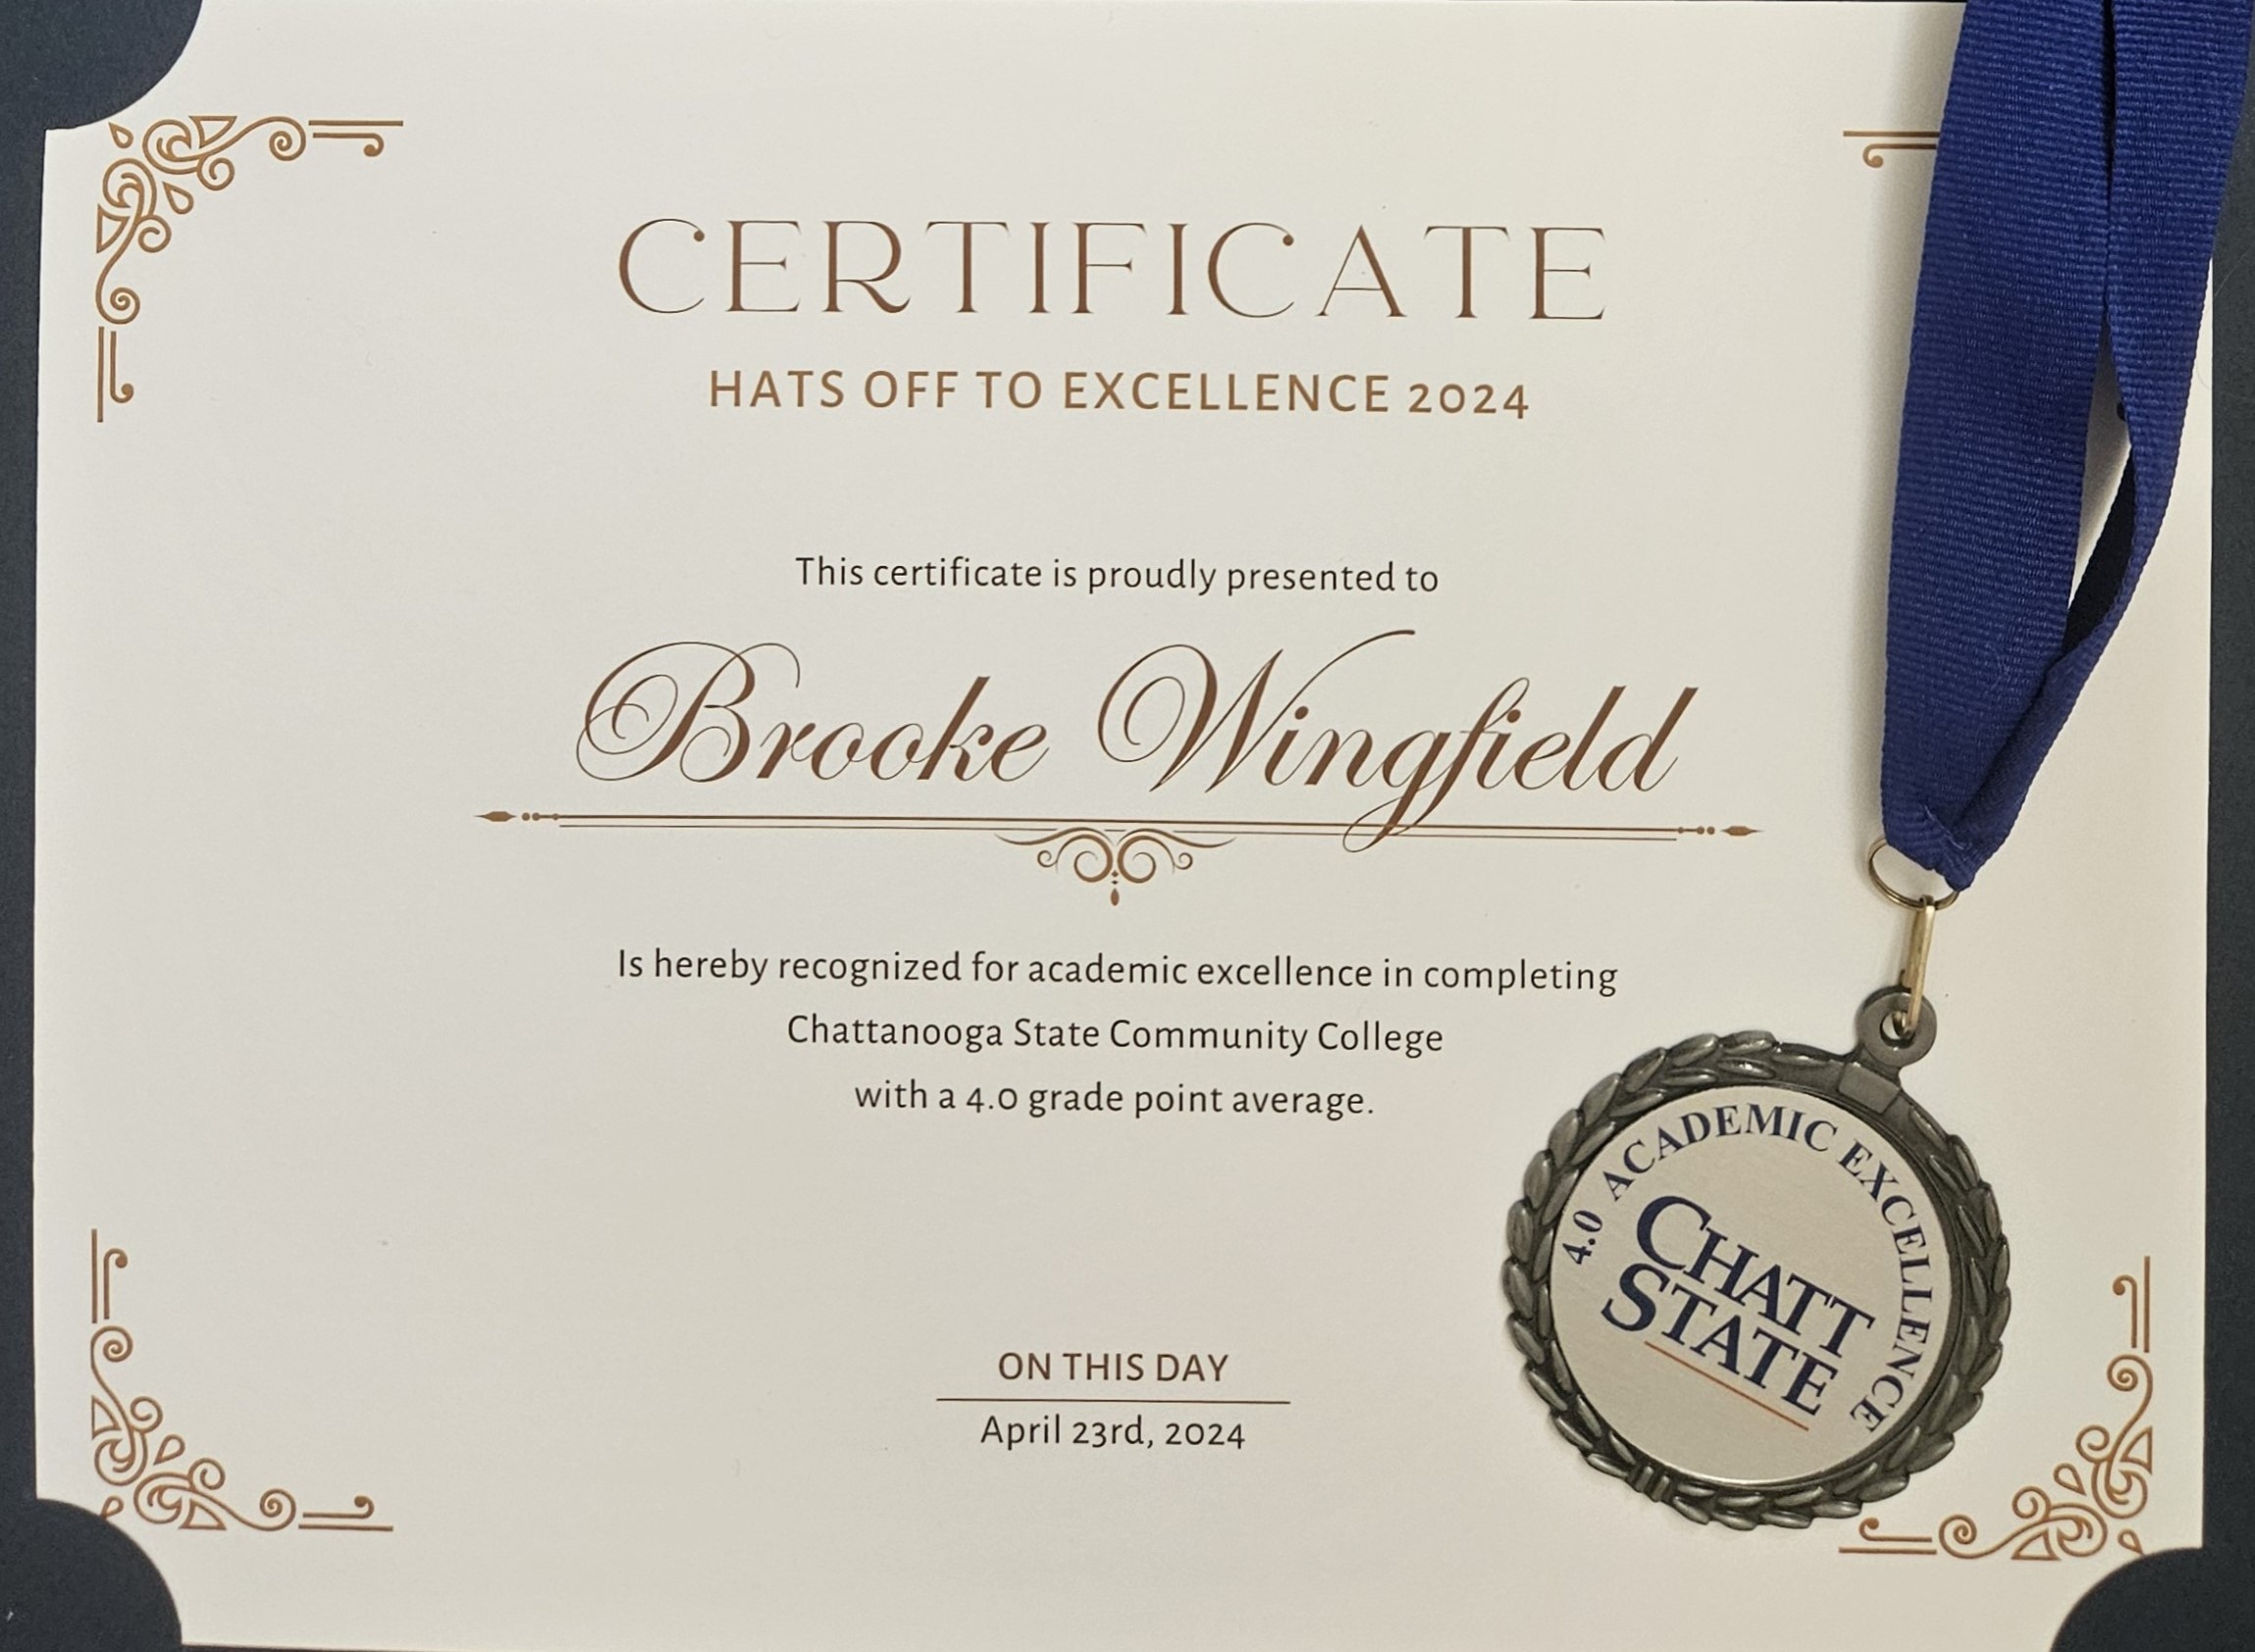 CERTIFICATE
HATS OFF TO EXCELLENCE 2024
This certificate is proudly presented to
Brooke Wingfield
Is hereby recognized for academic excellence in completing
Chattanooga State Community College
with a 4.0 grade point average.
4.0 ACADEMIC EXCELLENCE
CHATT
STATE
ON THIS DAY
April 23rd, 2024